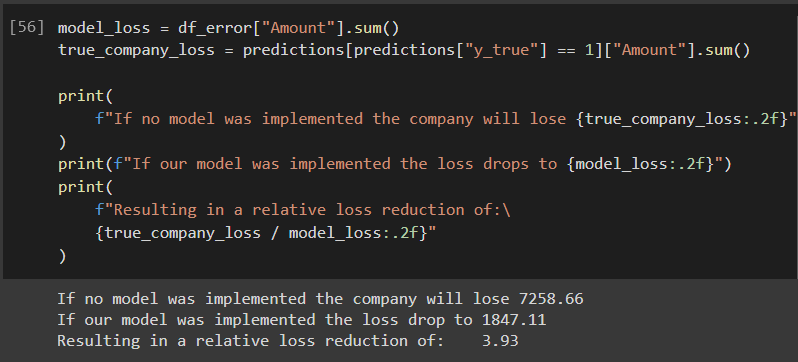 [56] model_loss = df_error["Amount"].sum()
true_company_loss = predictions[predictions["y_true"] == 1]["Amount"].sum()
print(
f"If no model was implemented the company will lose {true_company_loss:.2f}"
)
print(f"If our model was implemented the loss drops to {model_loss:.2f}")
print(
f"Resulting in a relative loss reduction of:\
{true_company_loss / model_loss:.2f}"
)
If no model was implemented the company will lose 7258.66
If our model was implemented the loss drop to 1847.11
Resulting in a relative loss reduction of:    3.93